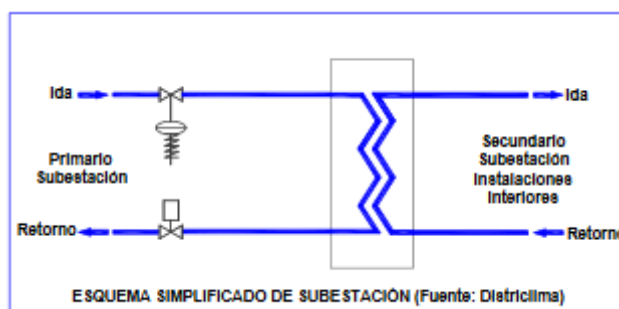 Ida
Ida
Primario
Subestación
Secundario
Subestación
Instalaciones
Interiores
Retorno
Retorno
ESQUEMA SIMPLIFICADO DE SUBESTACIÓN (Fuente: Districlima)